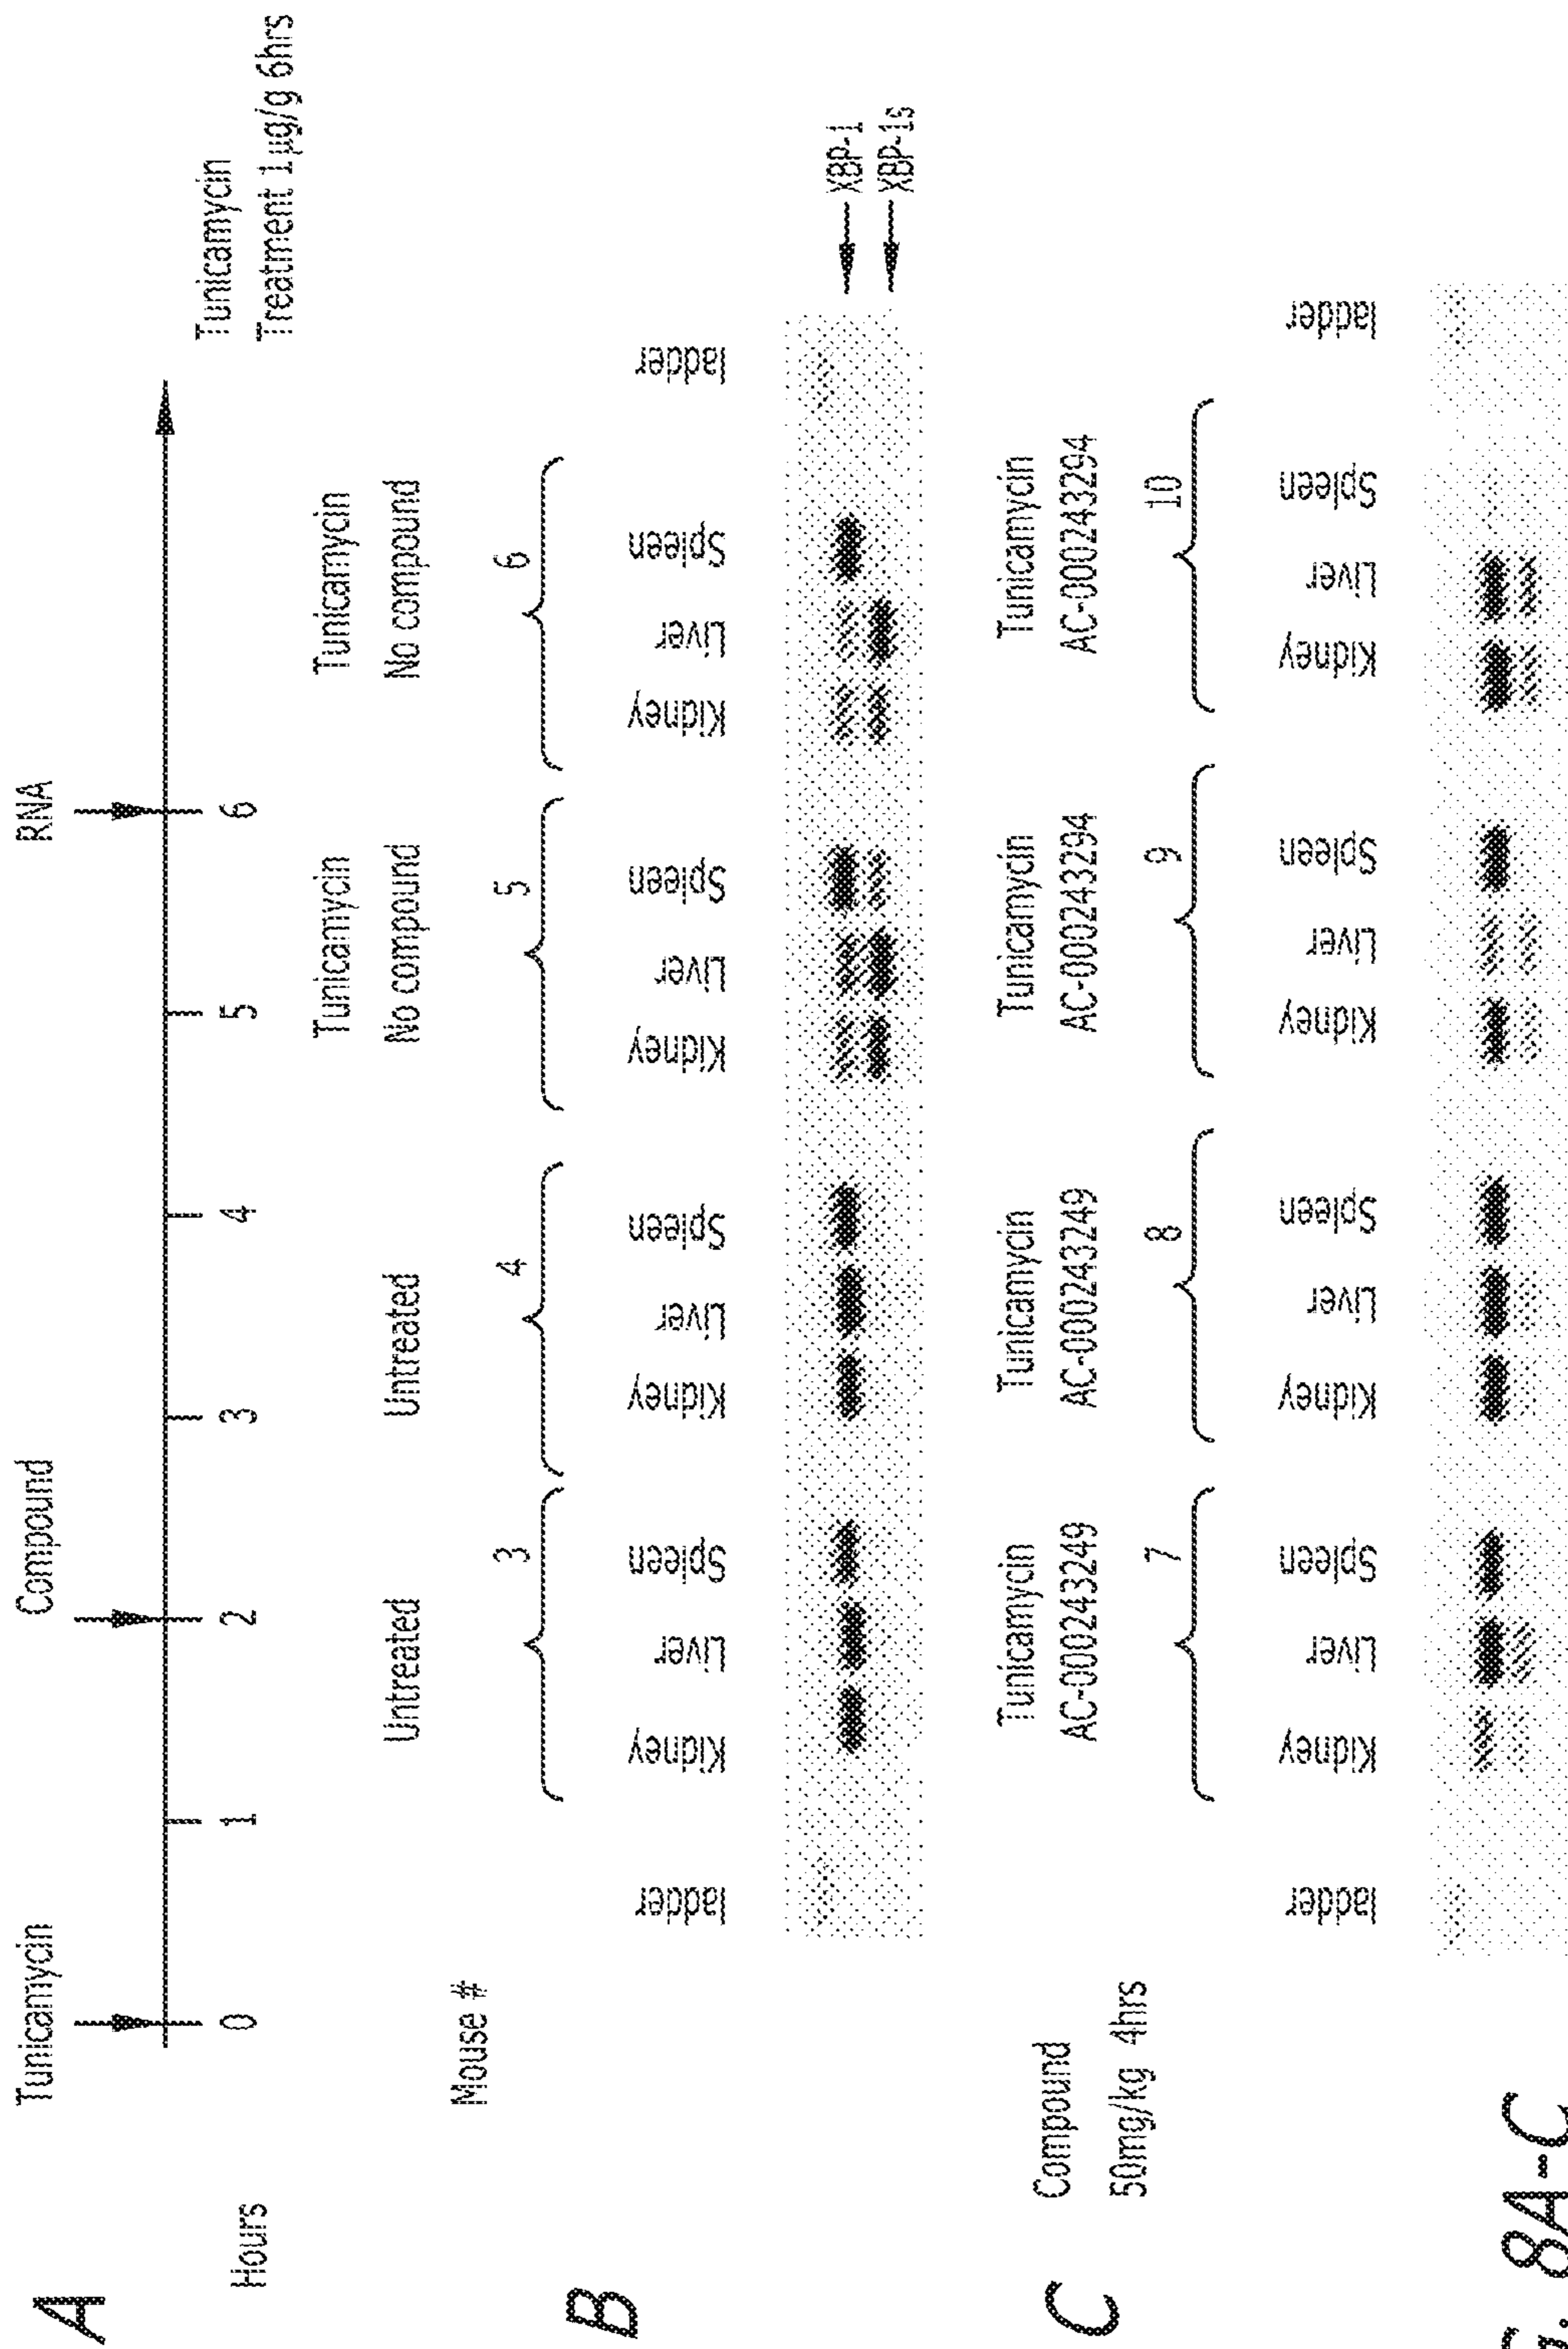 A
Tunicamycin
Compound
RNA
Hours
0 1 2 3 4 5 6
Tunicamycin
Treatment 1µg/g 6hrs
B
Mouse #
Untreated
Untreated
Tunicamycin
No compound
Tunicamycin
No compound
3 4 5 6
ladder Kidney Liver Spleen Kidney Liver Spleen Kidney Liver Spleen Kidney Liver Spleen ladder
XBP-1
XBP-1s
C
Compound
50mg/kg 4hrs
Tunicamycin
AC-000243249
Tunicamycin
AC-000243249
Tunicamycin
AC-000243294
Tunicamycin
AC-000243294
7 8 9 10
ladder Kidney Liver Spleen Kidney Liver Spleen Kidney Liver Spleen Kidney Liver Spleen ladder
8A-C